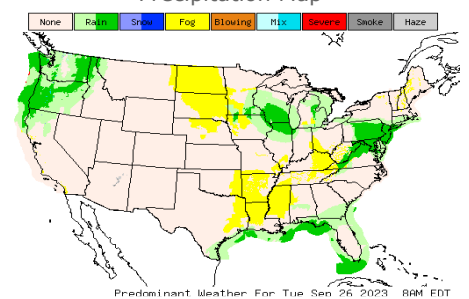 Precipitation Map
None Rain Snow Fog Blowing Mix Severe Smoke Haze
Predominant Weather For Tue Sep 26 2023 8AM EDT